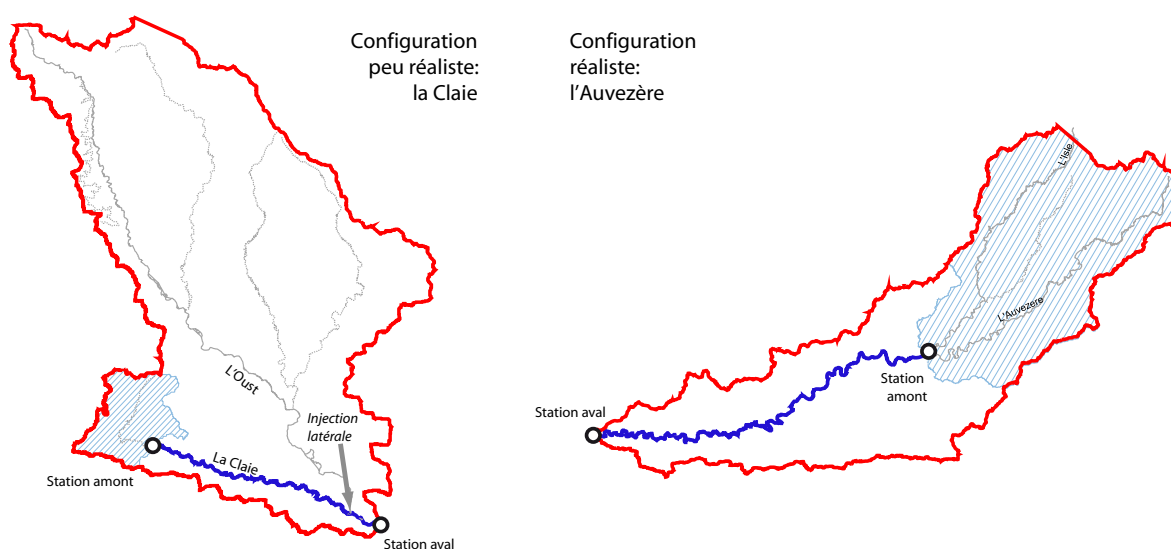 Configuration
peu réaliste:
la Claie
Configuration
réaliste:
l'Auvezère
L'Oust
Injection
latérale
La Claie
Station amont
Station aval
L'Isle
L'Auvezere
Station
amont
Station aval